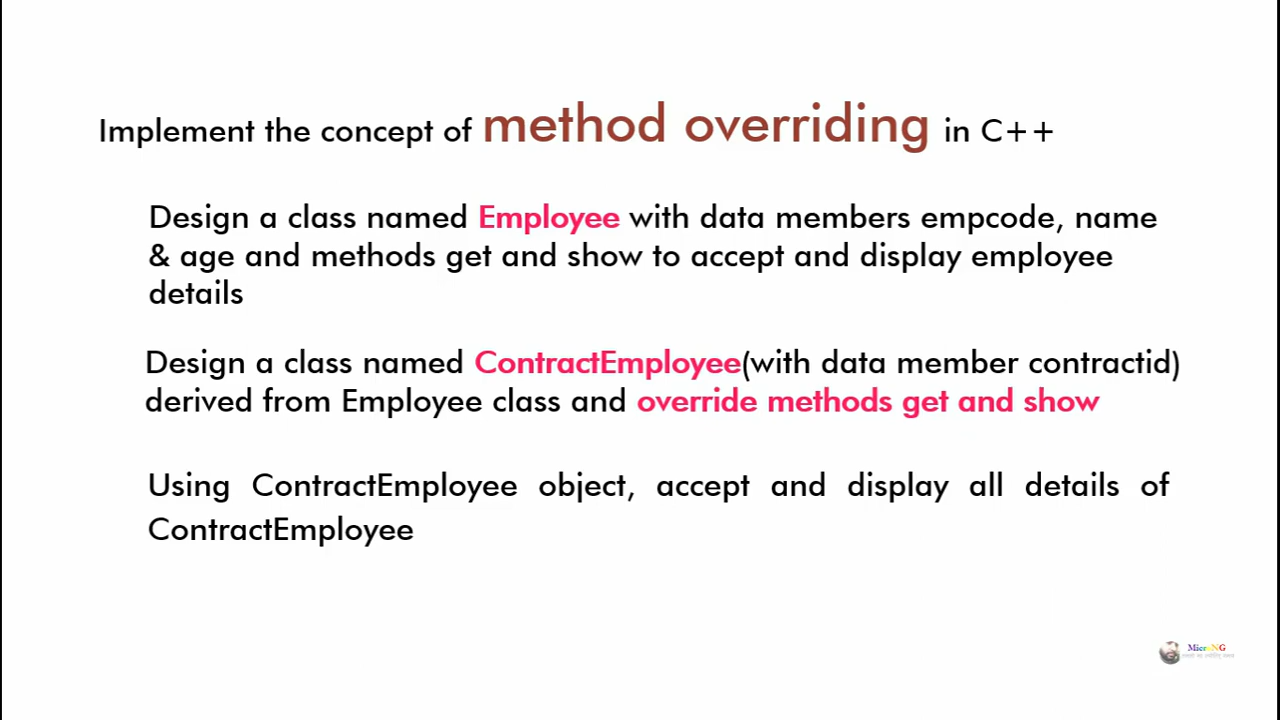 Implement the concept of method overriding in C++
Design a class named Employee with data members empcode, name
& age and methods get and show to accept and display employee
details
Design a class named ContractEmployee(with data member contractid)
derived from Employee class and override methods get and show
Using ContractEmployee object, accept and display all details of
ContractEmployee
MicroNG